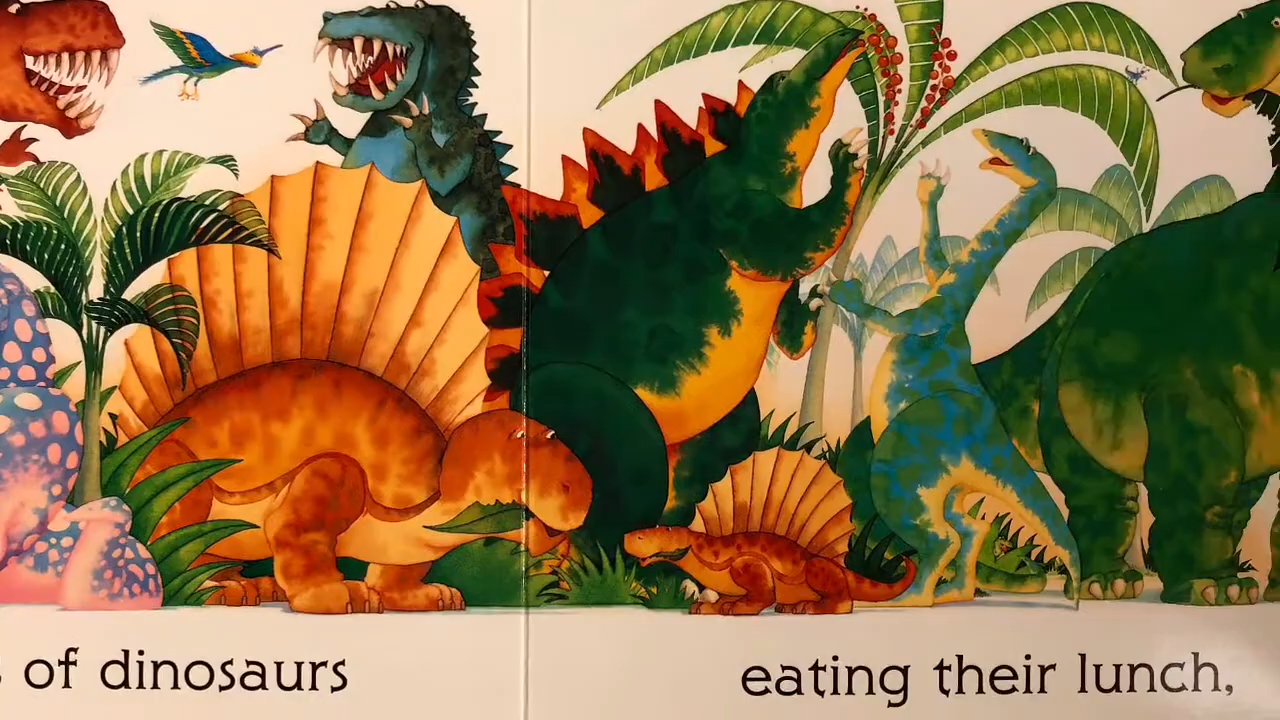 of dinosaurs
eating their lunch,